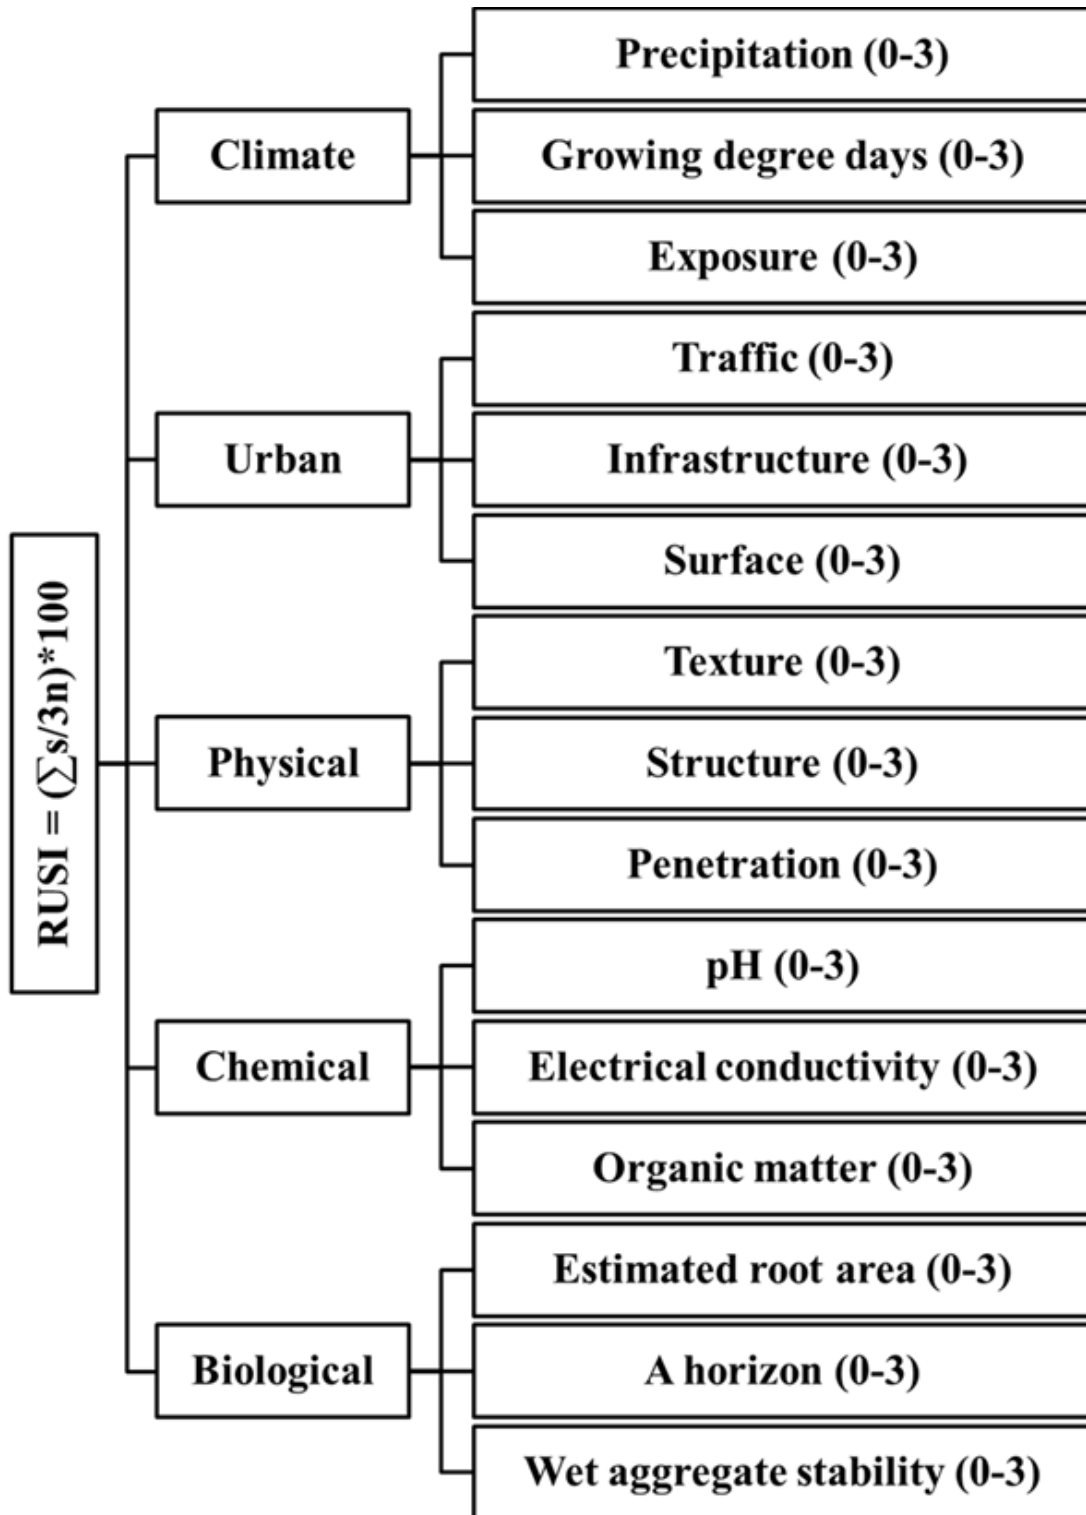 RUSI = (∑s/3n)*100
Climate
Precipitation (0-3)
Growing degree days (0-3)
Exposure (0-3)
Urban
Traffic (0-3)
Infrastructure (0-3)
Surface (0-3)
Physical
Texture (0-3)
Structure (0-3)
Penetration (0-3)
Chemical
pH (0-3)
Electrical conductivity (0-3)
Organic matter (0-3)
Biological
Estimated root area (0-3)
A horizon (0-3)
Wet aggregate stability (0-3)